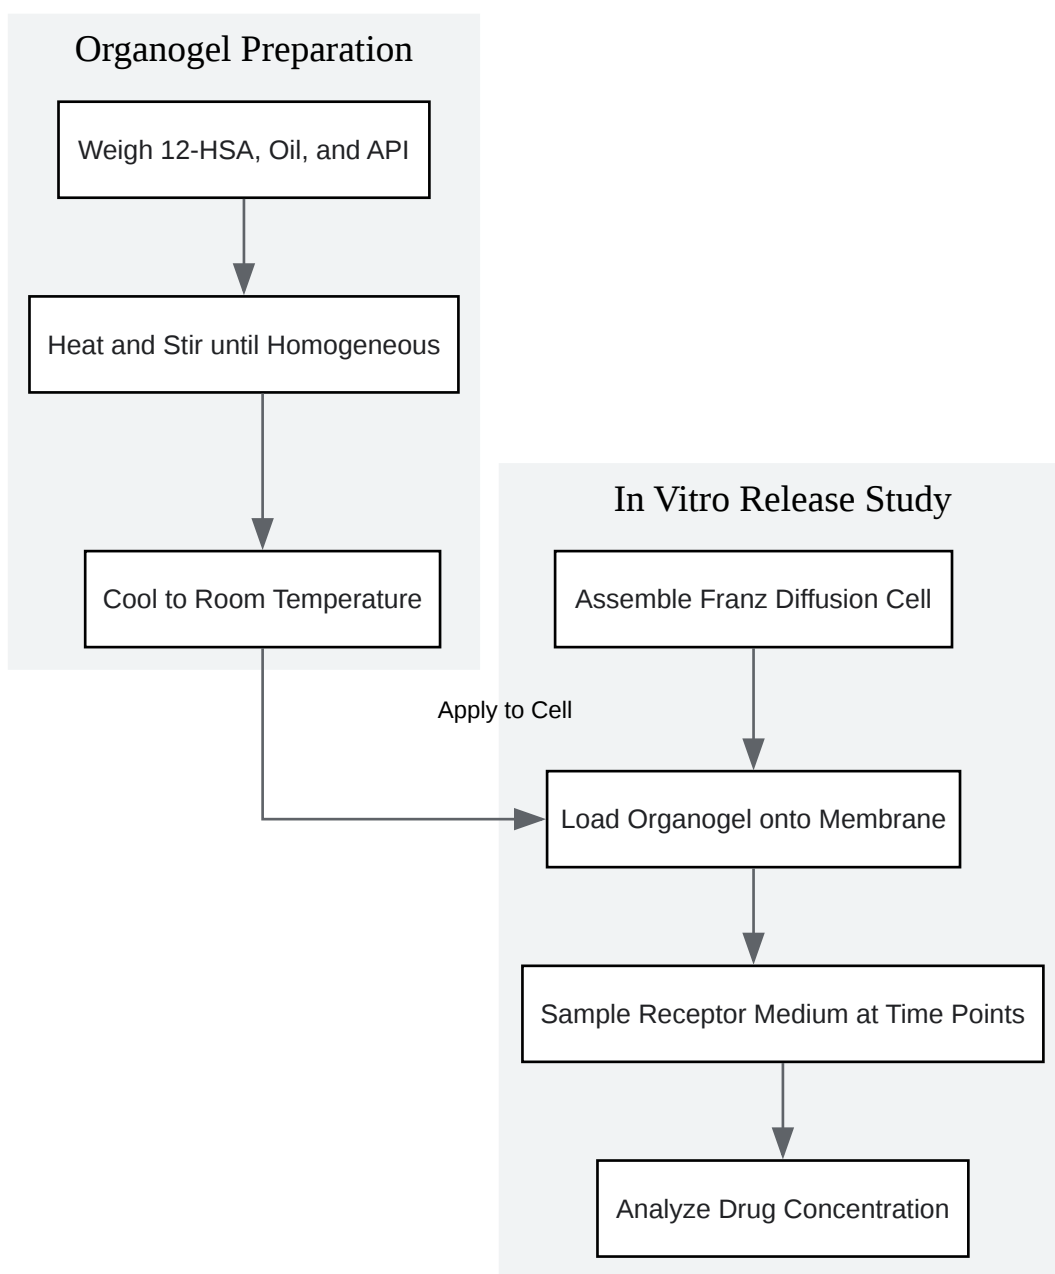 Organogel Preparation
Weigh 12-HSA, Oil, and API
Heat and Stir until Homogeneous
Cool to Room Temperature
Apply to Cell
In Vitro Release Study
Assemble Franz Diffusion Cell
Load Organogel onto Membrane
Sample Receptor Medium at Time Points
Analyze Drug Concentration